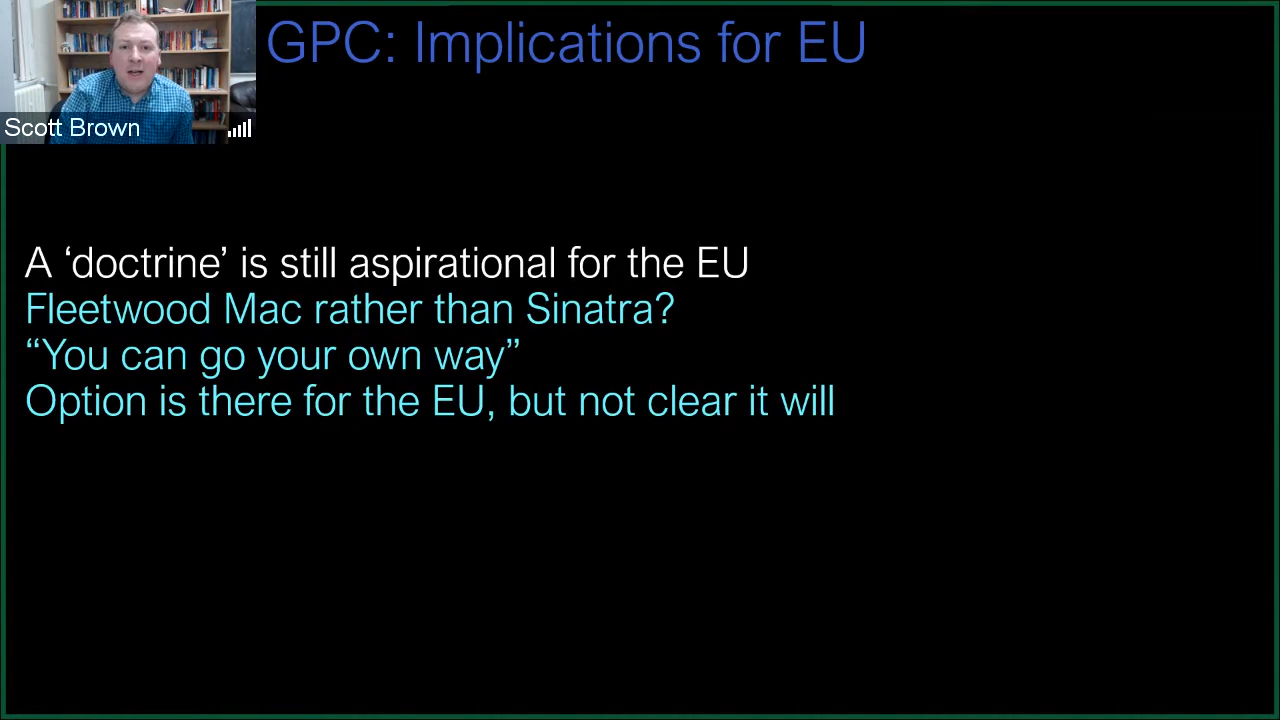 GPC: Implications for EU
Scott Brown
A ‘doctrine’ is still aspirational for the EU
Fleetwood Mac rather than Sinatra?
“You can go your own way”
Option is there for the EU, but not clear it will